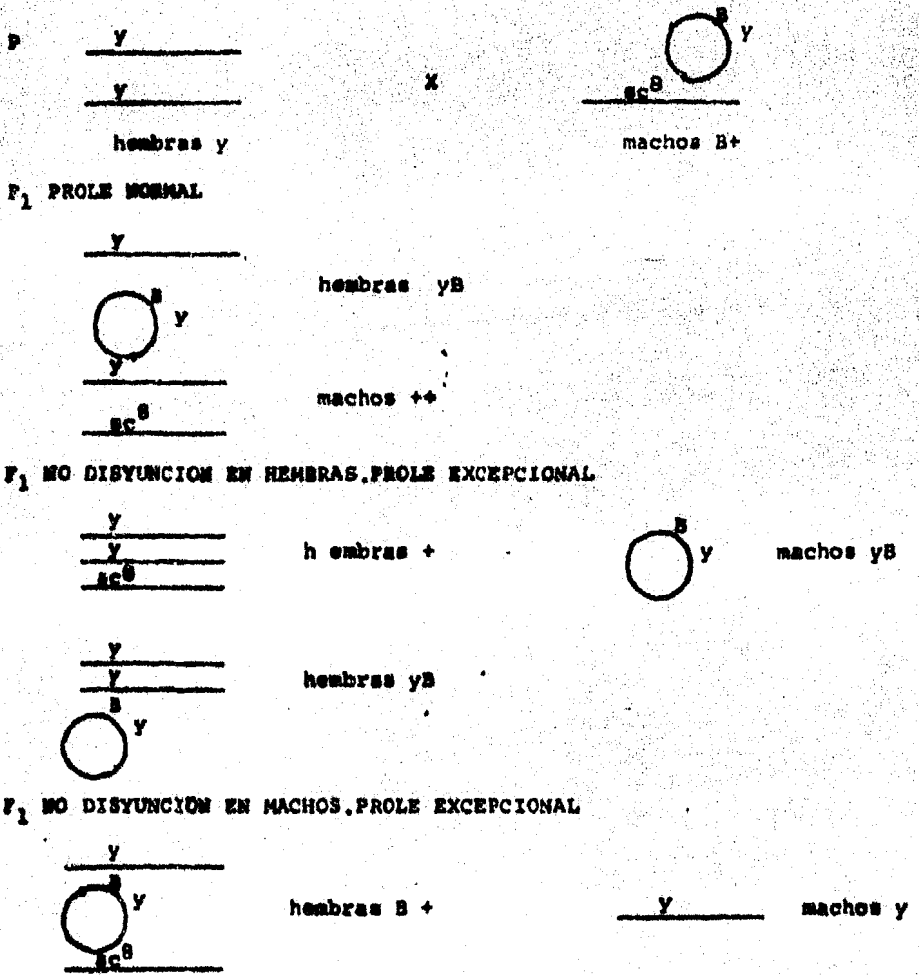 P y B y
y X sc8
hembras y machos B+
F1 PROLE NORMAL
y
hembras yB
B y
y
machos ++
sc8
F1 NO DISYUNCION EN HEMBRAS.PROLE EXCEPCIONAL
y
y h embras + B y machos yB
sc8
y
y hembras yB
B y
F1 NO DISYUNCION EN MACHOS.PROLE EXCEPCIONAL
y
B y hembras B + y machos y
sc8